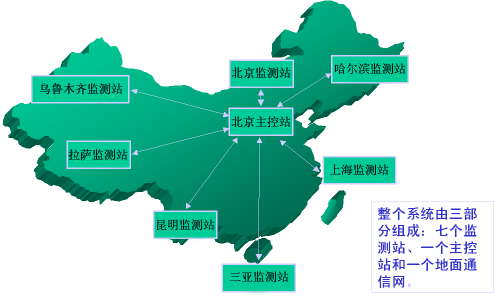 北京监测站
哈尔滨监测站
乌鲁木齐监测站
北京主控站
拉萨监测站
上海监测站
昆明监测站
三亚监测站
整个系统由三部
分组成：七个监
测站、一个主控
站和一个地面通
信网。